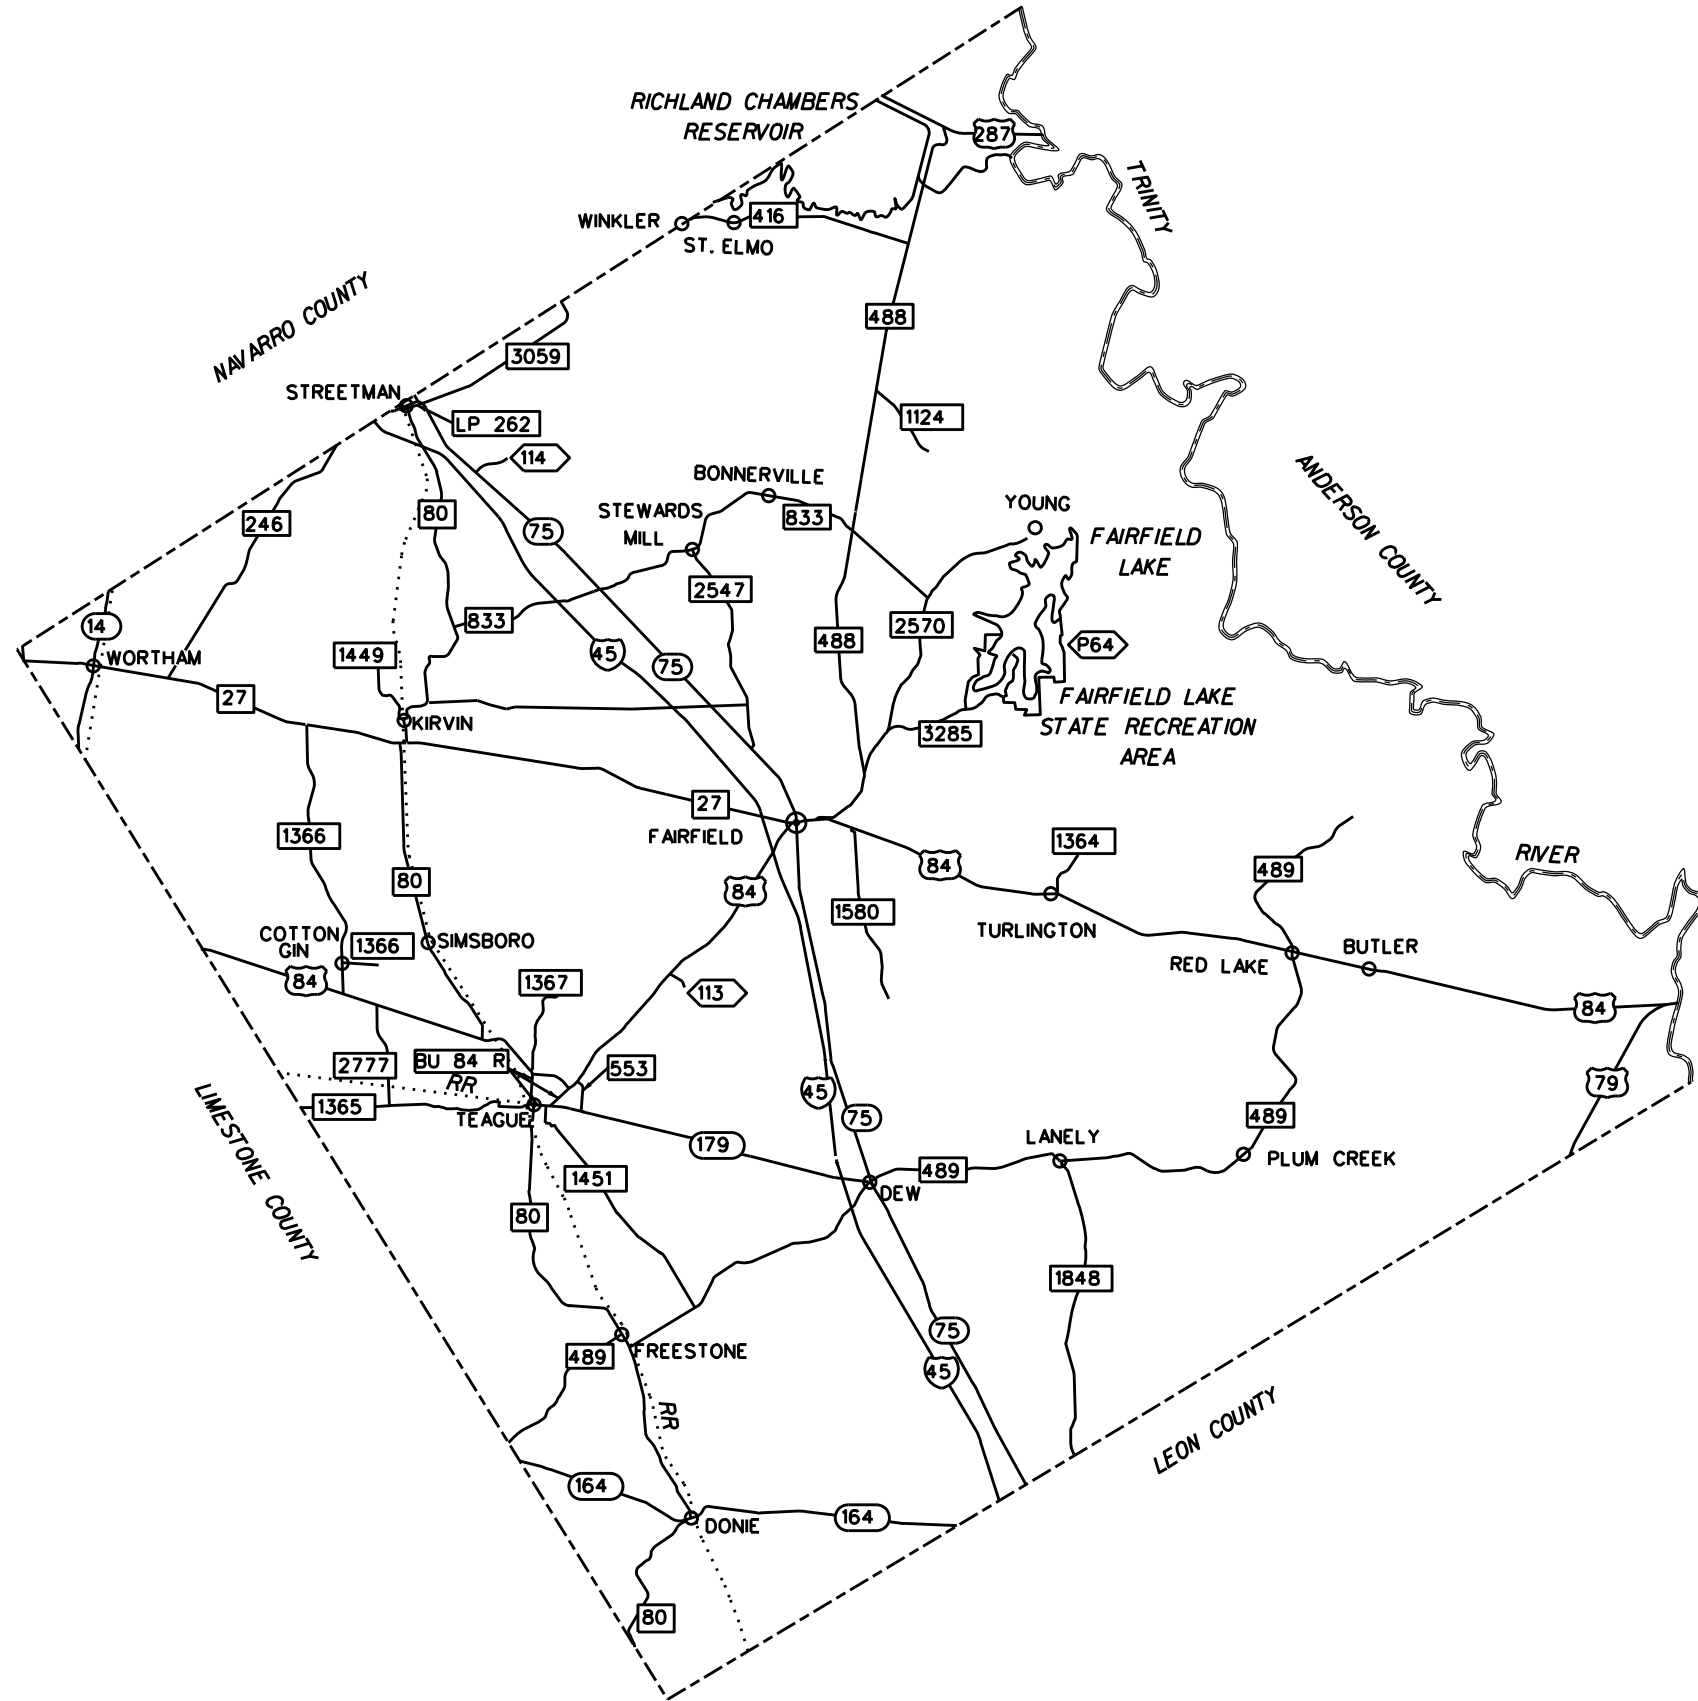 RICHLAND CHAMBERS
RESERVOIR
287
TRINITY
WINKLER
416
ST. ELMO
NAVARRO COUNTY
488
3059
STREETMAN
LP 262
1124
114
BONNERVILLE
ANDERSON COUNTY
YOUNG
STEWARDS
MILL
80
833
246
75
FAIRFIELD
LAKE
2547
833
2570
14
488
P64
WORTHAM
1449
45
75
27
FAIRFIELD LAKE
STATE RECREATION
AREA
KIRVIN
3285
27
1366
FAIRFIELD
1364
RIVER
84
489
80
84
1580
COTTON
GIN
1366
SIMSBORO
TURLINGTON
BUTLER
RED LAKE
84
1367
113
84
2777
BU 84 R
553
RR
79
45
1365
TEAGUE
75
489
LIMESTONE COUNTY
179
LANELY
PLUM CREEK
1451
489
DEW
80
1848
75
489
FREESTONE
45
RR
LEON COUNTY
164
DONIE
164
80